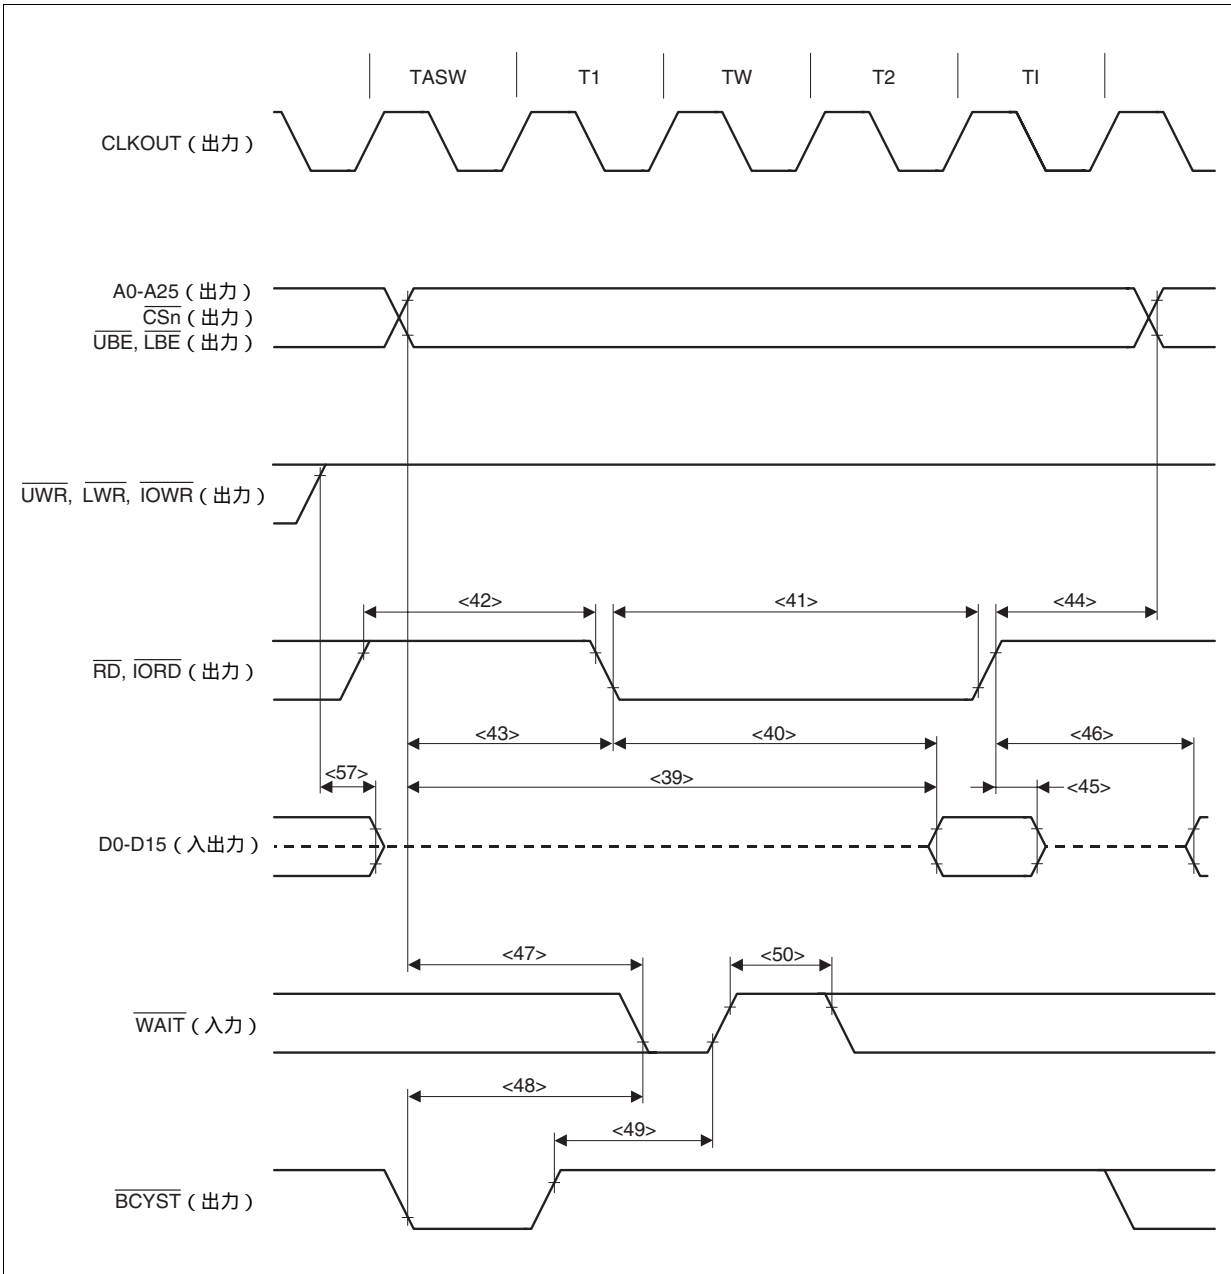 TASW T1 TW T2 TI
CLKOUT（出力）
A0-A25（出力）
CSn（出力）
UBE, LBE（出力）
UWR, LWR, IOWR（出力）
<42> <41> <44>
RD, IORD（出力）
<43> <40> <46>
<57> <39> <45>
D0-D15（入出力）
<47> <50>
WAIT（入力）
<48>
<49>
BCYST（出力）